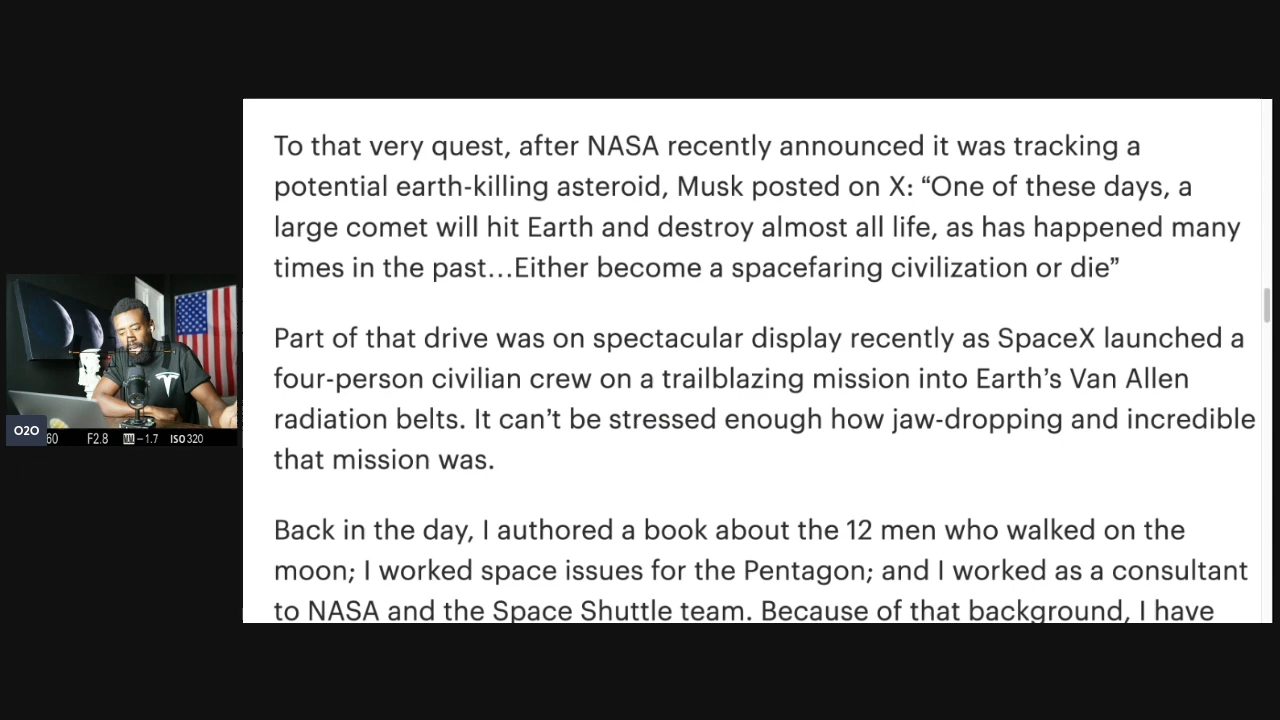 To that very quest, after NASA recently announced it was tracking a
potential earth-killing asteroid, Musk posted on X: “One of these days, a
large comet will hit Earth and destroy almost all life, as has happened many
times in the past…Either become a spacefaring civilization or die”
Part of that drive was on spectacular display recently as SpaceX launched a
four-person civilian crew on a trailblazing mission into Earth’s Van Allen
radiation belts. It can’t be stressed enough how jaw-dropping and incredible
that mission was.
Back in the day, I authored a book about the 12 men who walked on the
moon; I worked space issues for the Pentagon; and I worked as a consultant
to NASA and the Space Shuttle team. Because of that background, I have
O2O
60 F2.8 –1.7 ISO 320